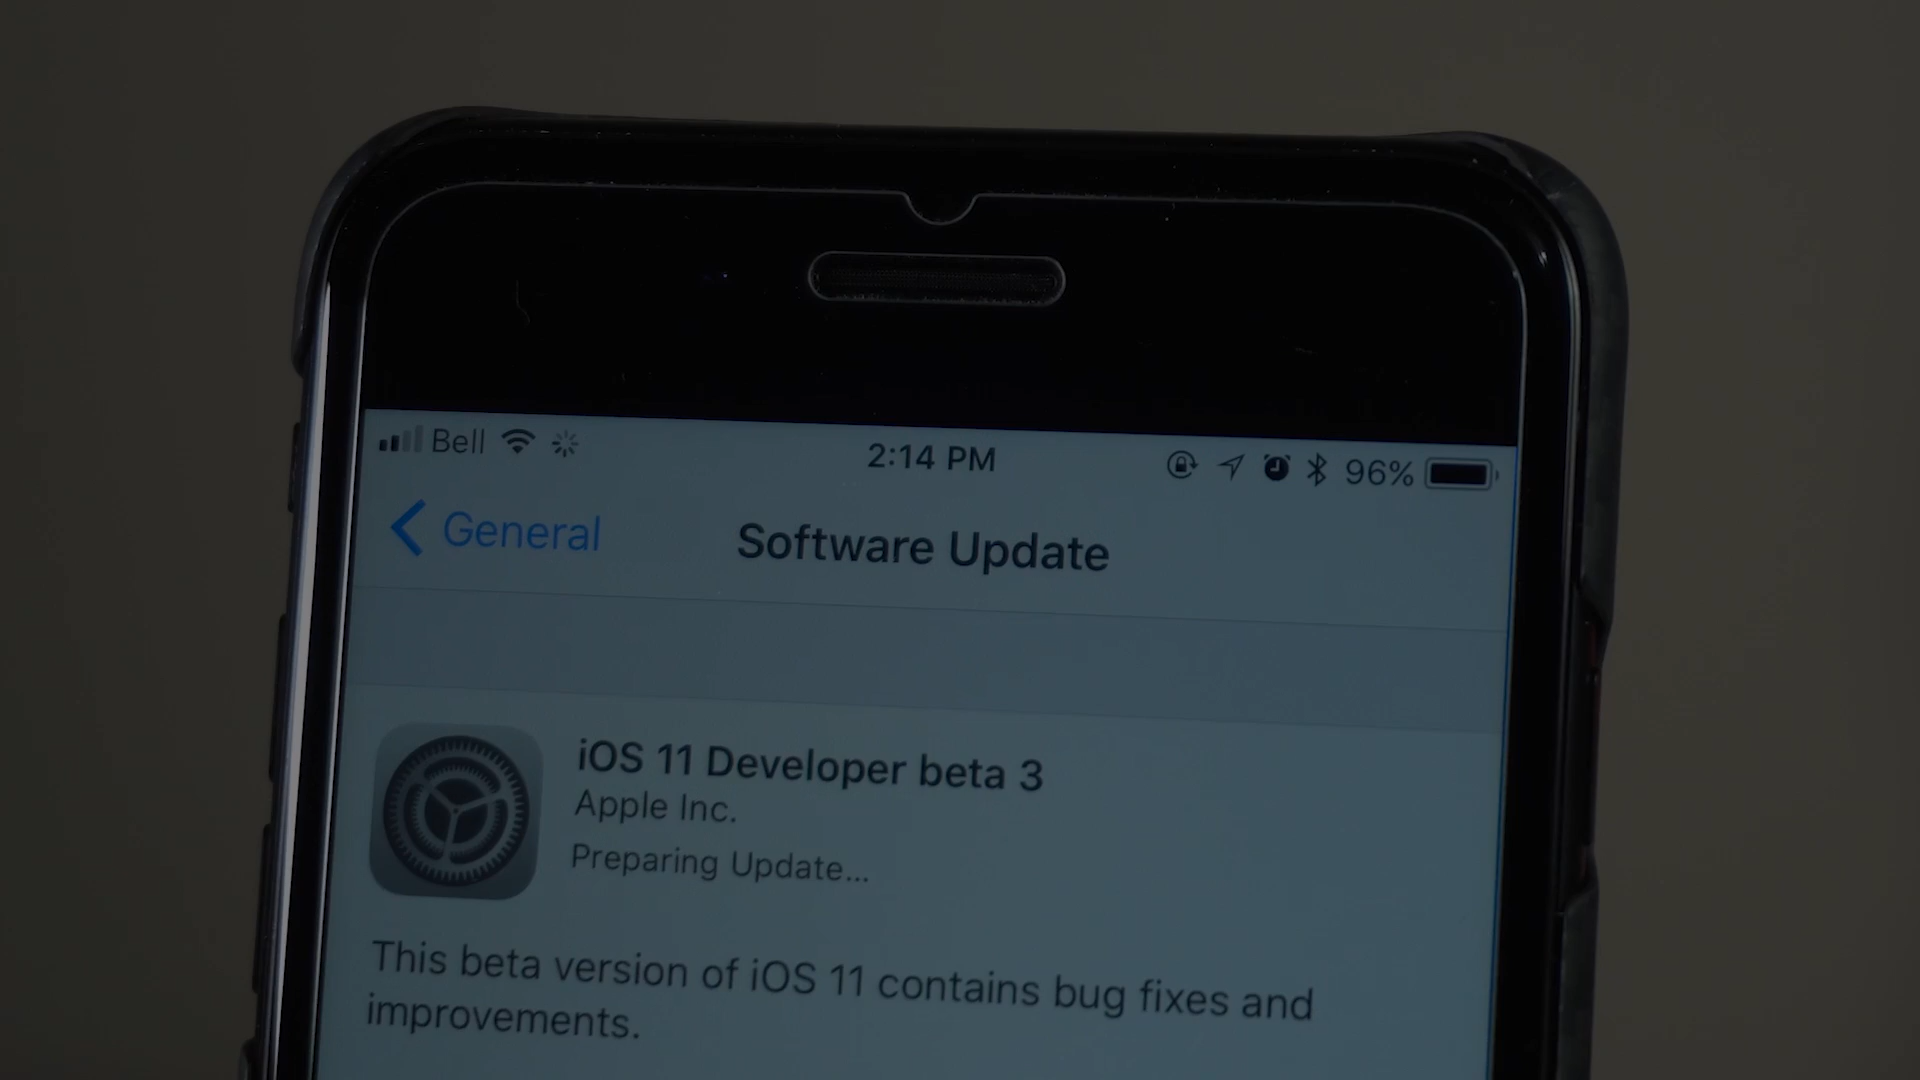 Bell 2:14 PM 96%
General Software Update
iOS 11 Developer beta 3
Apple Inc.
Preparing Update...
This beta version of iOS 11 contains bug fixes and
improvements.